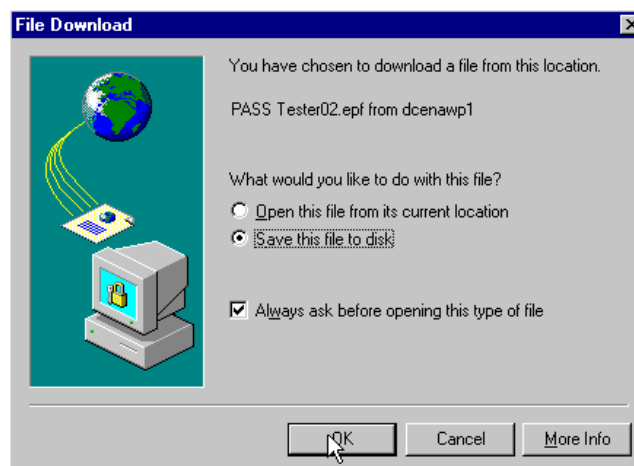 File Download
You have chosen to download a file from this location.
PASS Tester02.epf from dcenawp1
What would you like to do with this file?
Open this file from its current location
Save this file to disk
Always ask before opening this type of file
OK
Cancel
More Info